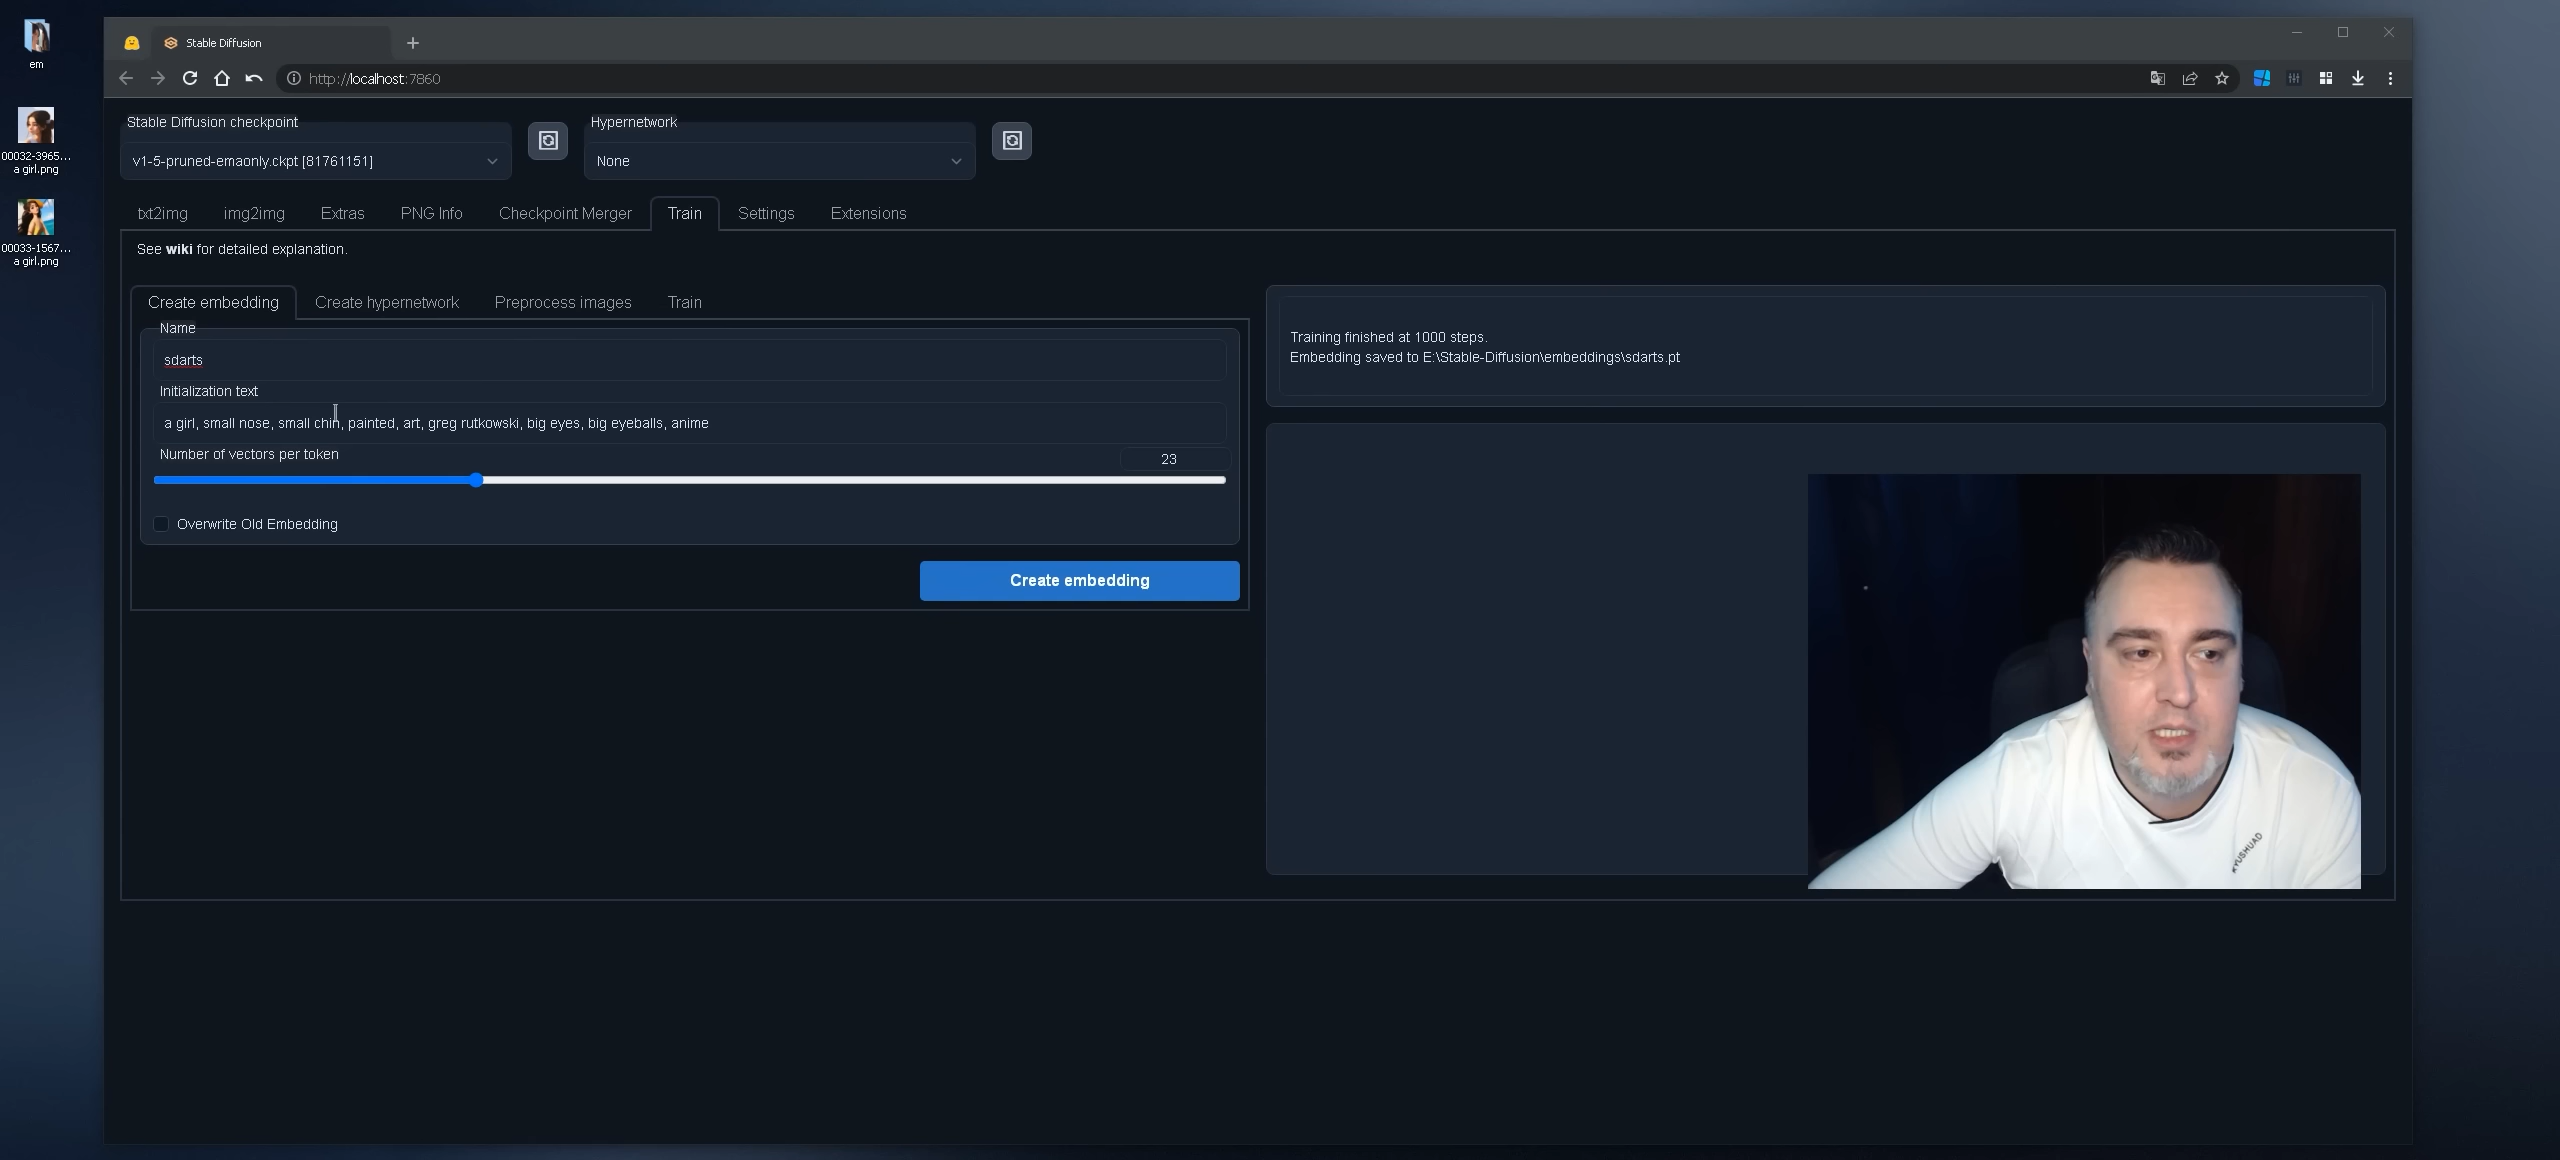 em
00032-3965...
a girl.png
00033-1567...
a girl.png
Stable Diffusion
http://localhost:7860
Stable Diffusion checkpoint
v1-5-pruned-emaonly.ckpt [81761151]
Hypernetwork
None
txt2img
img2img
Extras
PNG Info
Checkpoint Merger
Train
Settings
Extensions
See wiki for detailed explanation.
Create embedding
Create hypernetwork
Preprocess images
Train
Name
sdarts
Initialization text
a girl, small nose, small chin, painted, art, greg rutkowski, big eyes, big eyeballs, anime
Number of vectors per token
23
Overwrite Old Embedding
Create embedding
Training finished at 1000 steps.
Embedding saved to E:\Stable-Diffusion\embeddings\sdarts.pt